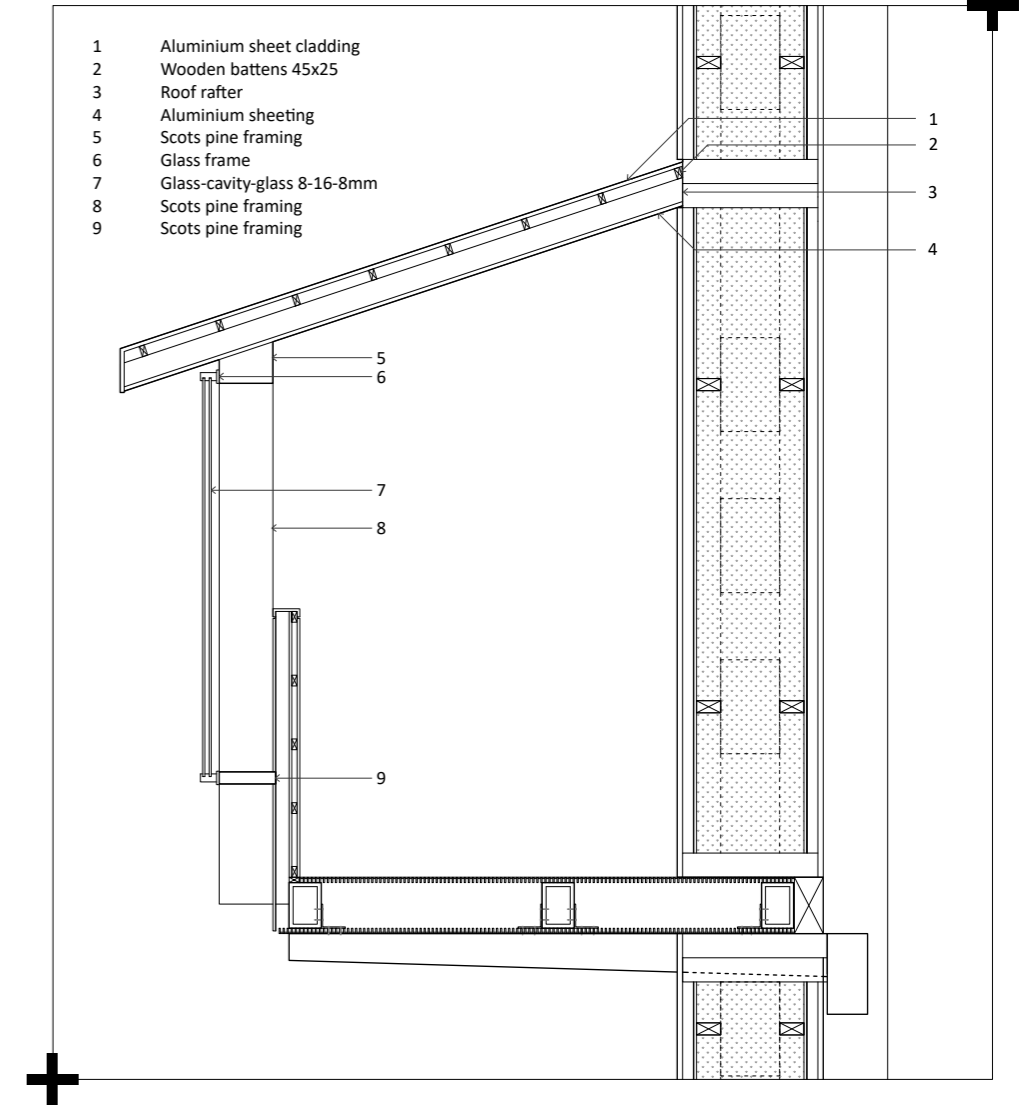 1 Aluminium sheet cladding
2 Wooden battens 45x25
3 Roof rafter
4 Aluminium sheeting
5 Scots pine framing
6 Glass frame
7 Glass-cavity-glass 8-16-8mm
8 Scots pine framing
9 Scots pine framing
1
2
3
4
5
6
7
8
9